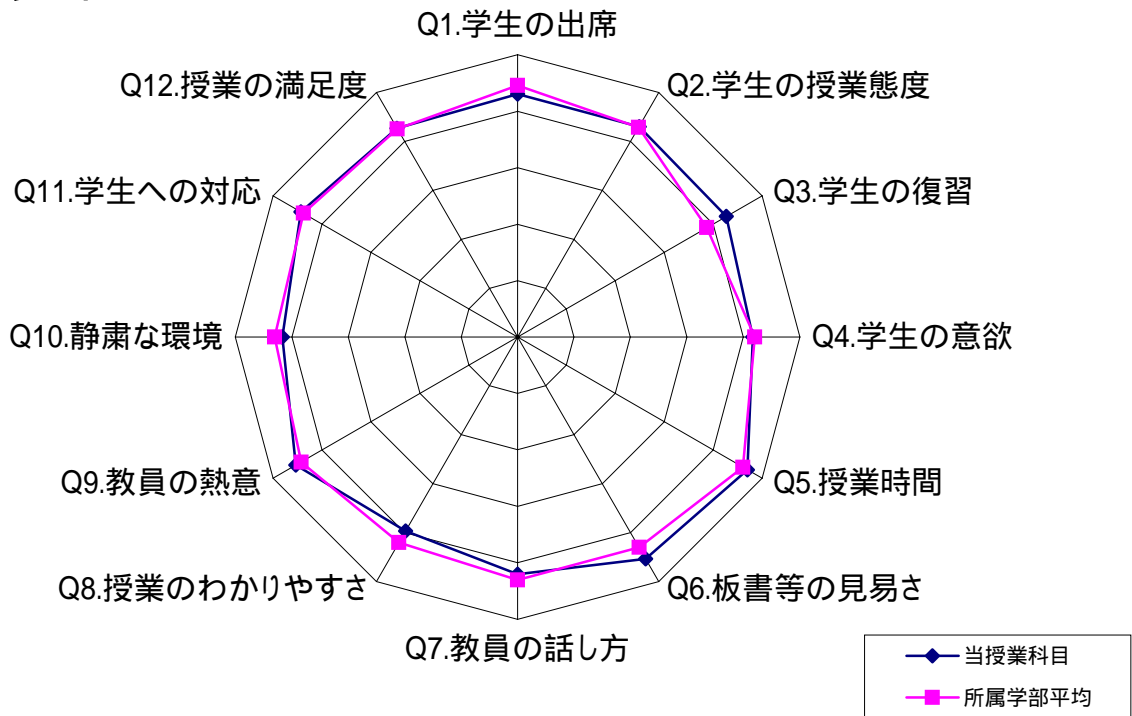 Q1.学生の出席
Q2.学生の授業態度
Q3.学生の復習
Q4.学生の意欲
Q5.授業時間
Q6.板書等の見易さ
Q7.教員の話し方
Q8.授業のわかりやすさ
Q9.教員の熱意
Q10.静粛な環境
Q11.学生への対応
Q12.授業の満足度
当授業科目
所属学部平均